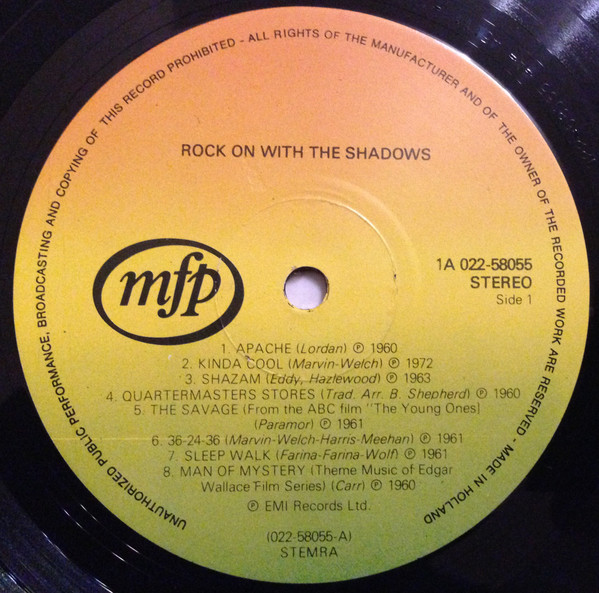 UNAUTHORIZED PUBLIC PERFORMANCE, BROADCASTING AND COPYING OF THIS RECORD PROHIBITED - ALL RIGHTS OF THE MANUFACTURER AND OF THE OWNER OF THE RECORDED WORK ARE RESERVED - MADE IN HOLLAND
ROCK ON WITH THE SHADOWS
mfp
1A 022-58055
STEREO
Side 1
1. APACHE (Lordan) ℗ 1960
2. KINDA COOL (Marvin-Welch) ℗ 1972
3. SHAZAM (Eddy, Hazlewood) ℗ 1963
4. QUARTERMASTERS STORES (Trad. Arr. B. Shepherd) ℗ 1960
5. THE SAVAGE (From the ABC film "The Young Ones)
(Paramor) ℗ 1961
6. 36-24-36 (Marvin-Welch-Harris-Meehan) ℗ 1961
7. SLEEP WALK (Farina-Farina-Wolf) ℗ 1961
8. MAN OF MYSTERY (Theme Music of Edgar
Wallace Film Series) (Carr) ℗ 1960
℗ EMI Records Ltd.
(022-58055-A)
STEMRA